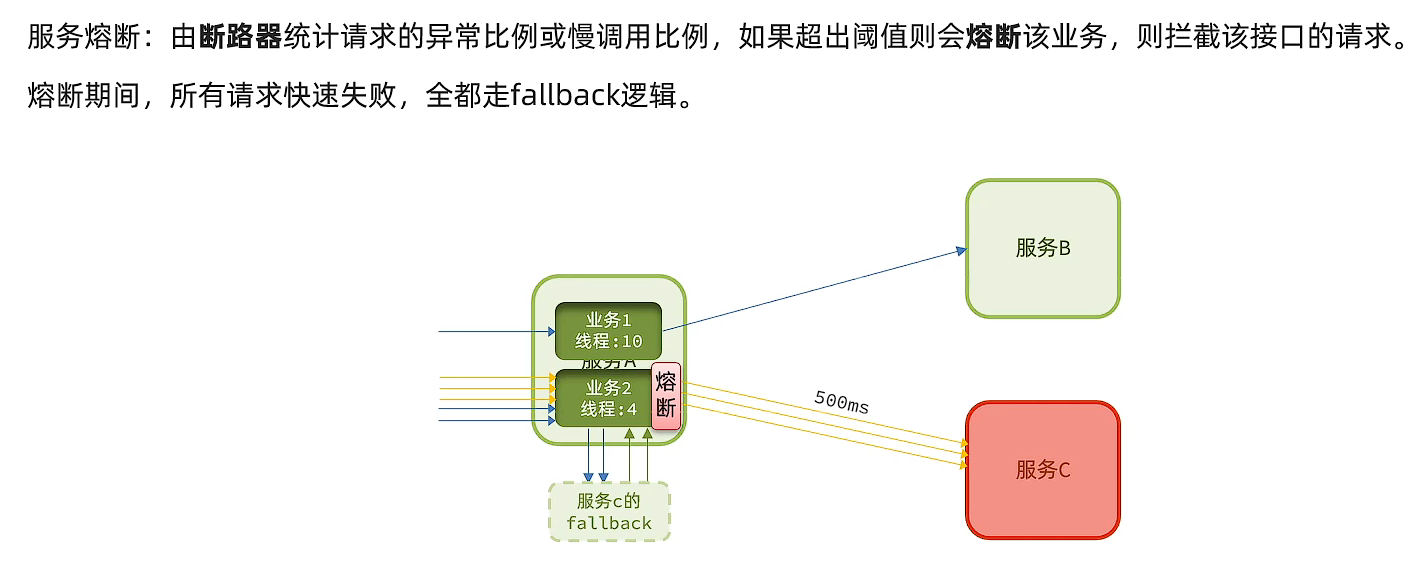 服务熔断：由断路器统计请求的异常比例或慢调用比例，如果超出阈值则会熔断该业务，则拦截该接口的请求。
熔断期间，所有请求快速失败，全都走fallback逻辑。
服务B
业务1
线程:10
服务A
业务2
线程:4
熔
断
500ms
服务C
服务c的
fallback